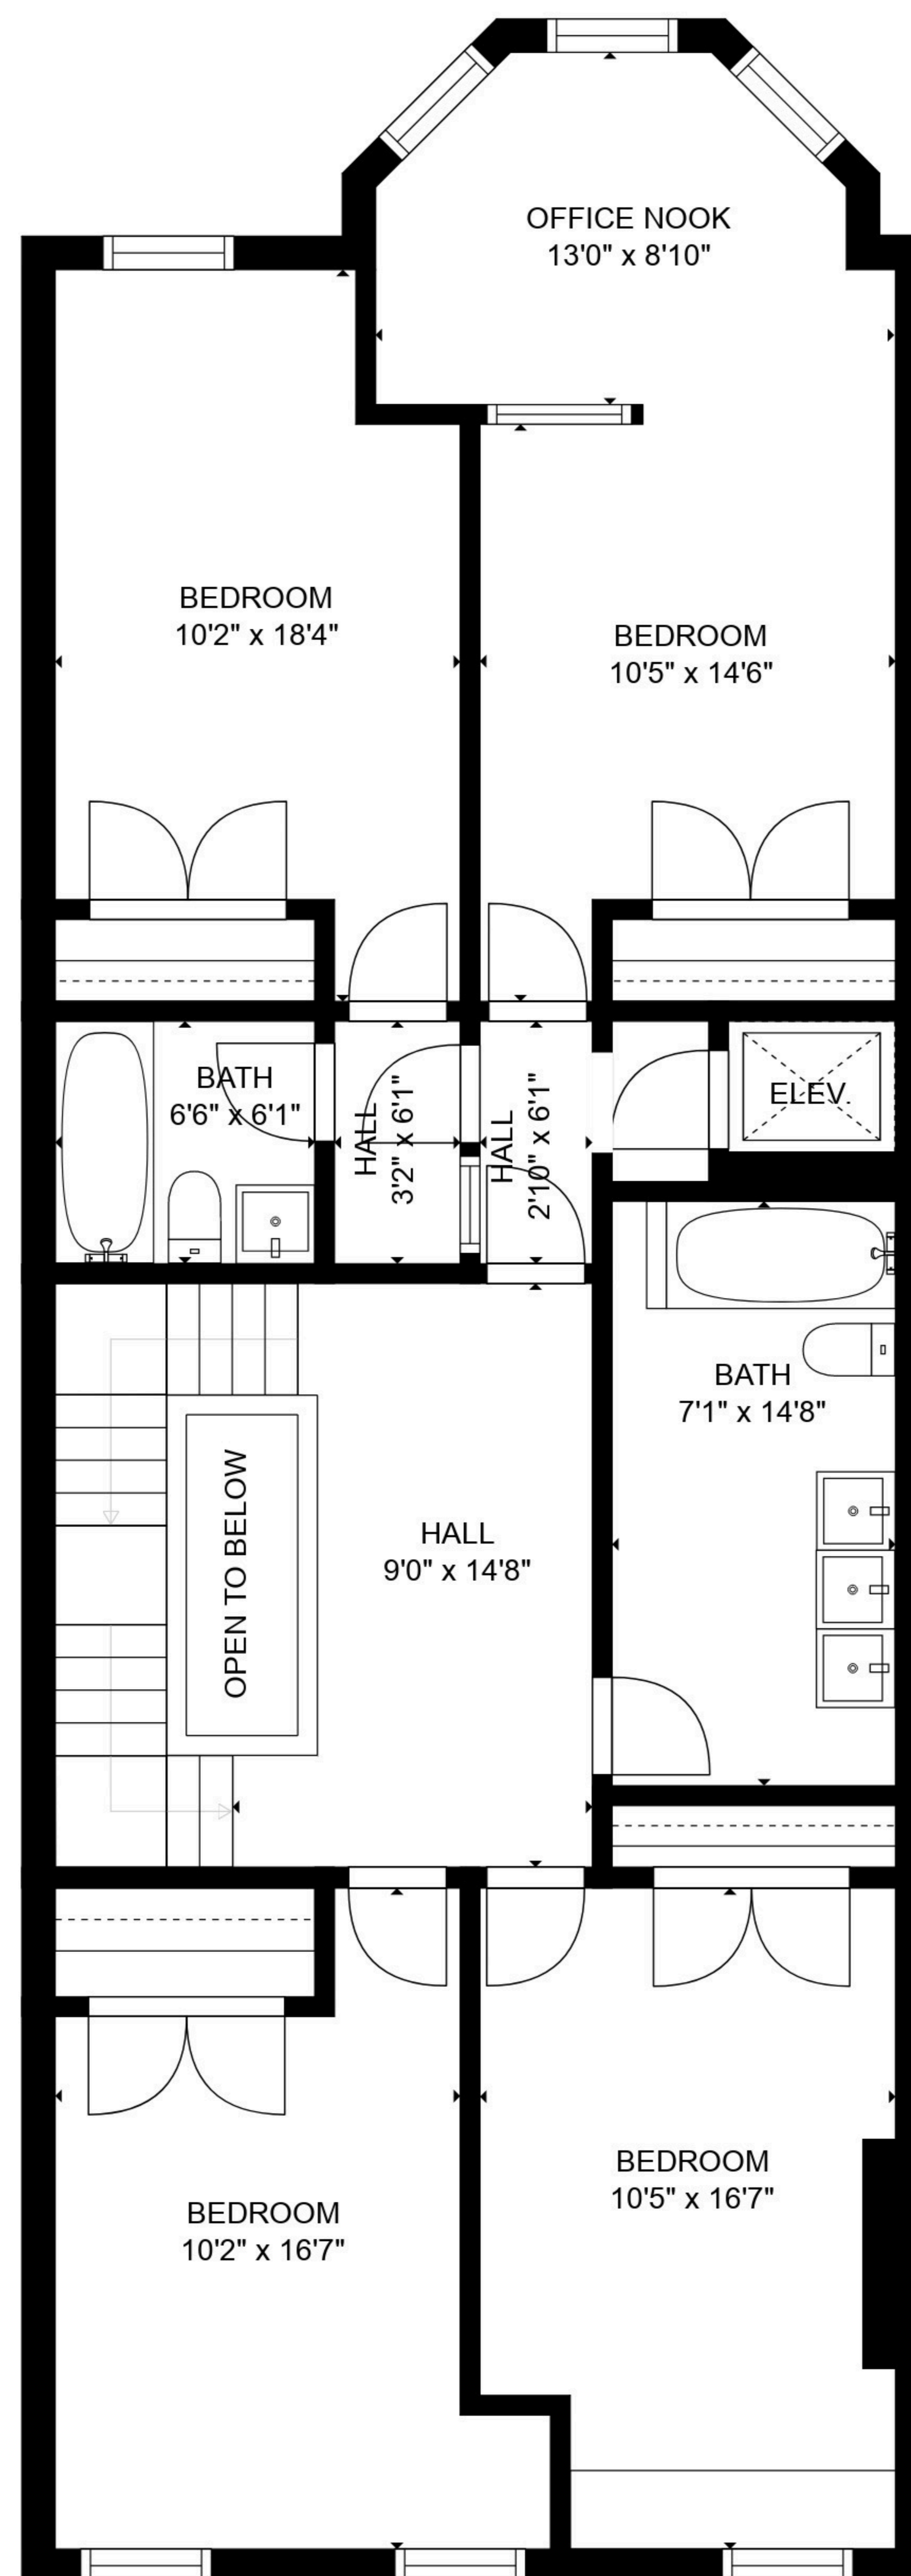 OFFICE NOOK
13'0" x 8'10"
BEDROOM
10'2" x 18'4"
BEDROOM
10'5" x 14'6"
BATH
6'6" x 6'1"
HALL
3'2" x 6'1"
HALL
2'10" x 6'1"
ELEV.
BATH
7'1" x 14'8"
OPEN TO BELOW
HALL
9'0" x 14'8"
BEDROOM
10'5" x 16'7"
BEDROOM
10'2" x 16'7"